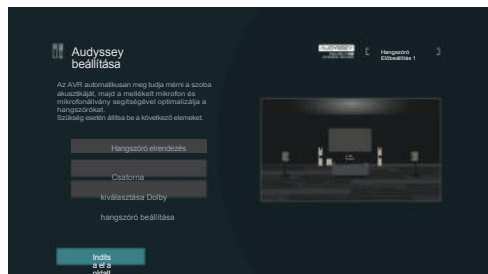 Audyssey
beállítása
Hangszóró
Előbeállítás 1
Az AVR automatikusan meg tudja mérni a szoba
akusztikáját, majd a mellékelt mikrofon és
mikrofonállvány segítségével optimalizálja a
hangszórókat.
Szükség esetén állítsa be a következő elemeket.
Hangszóró elrendezés
Csatorna
kiválasztása Dolby
hangszóró beállítása
Indíts
a el a
oldalt